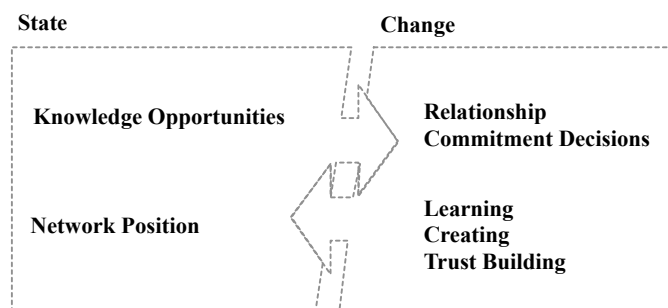 State
Change
Knowledge Opportunities
Relationship
Commitment Decisions
Network Position
Learning
Creating
Trust Building